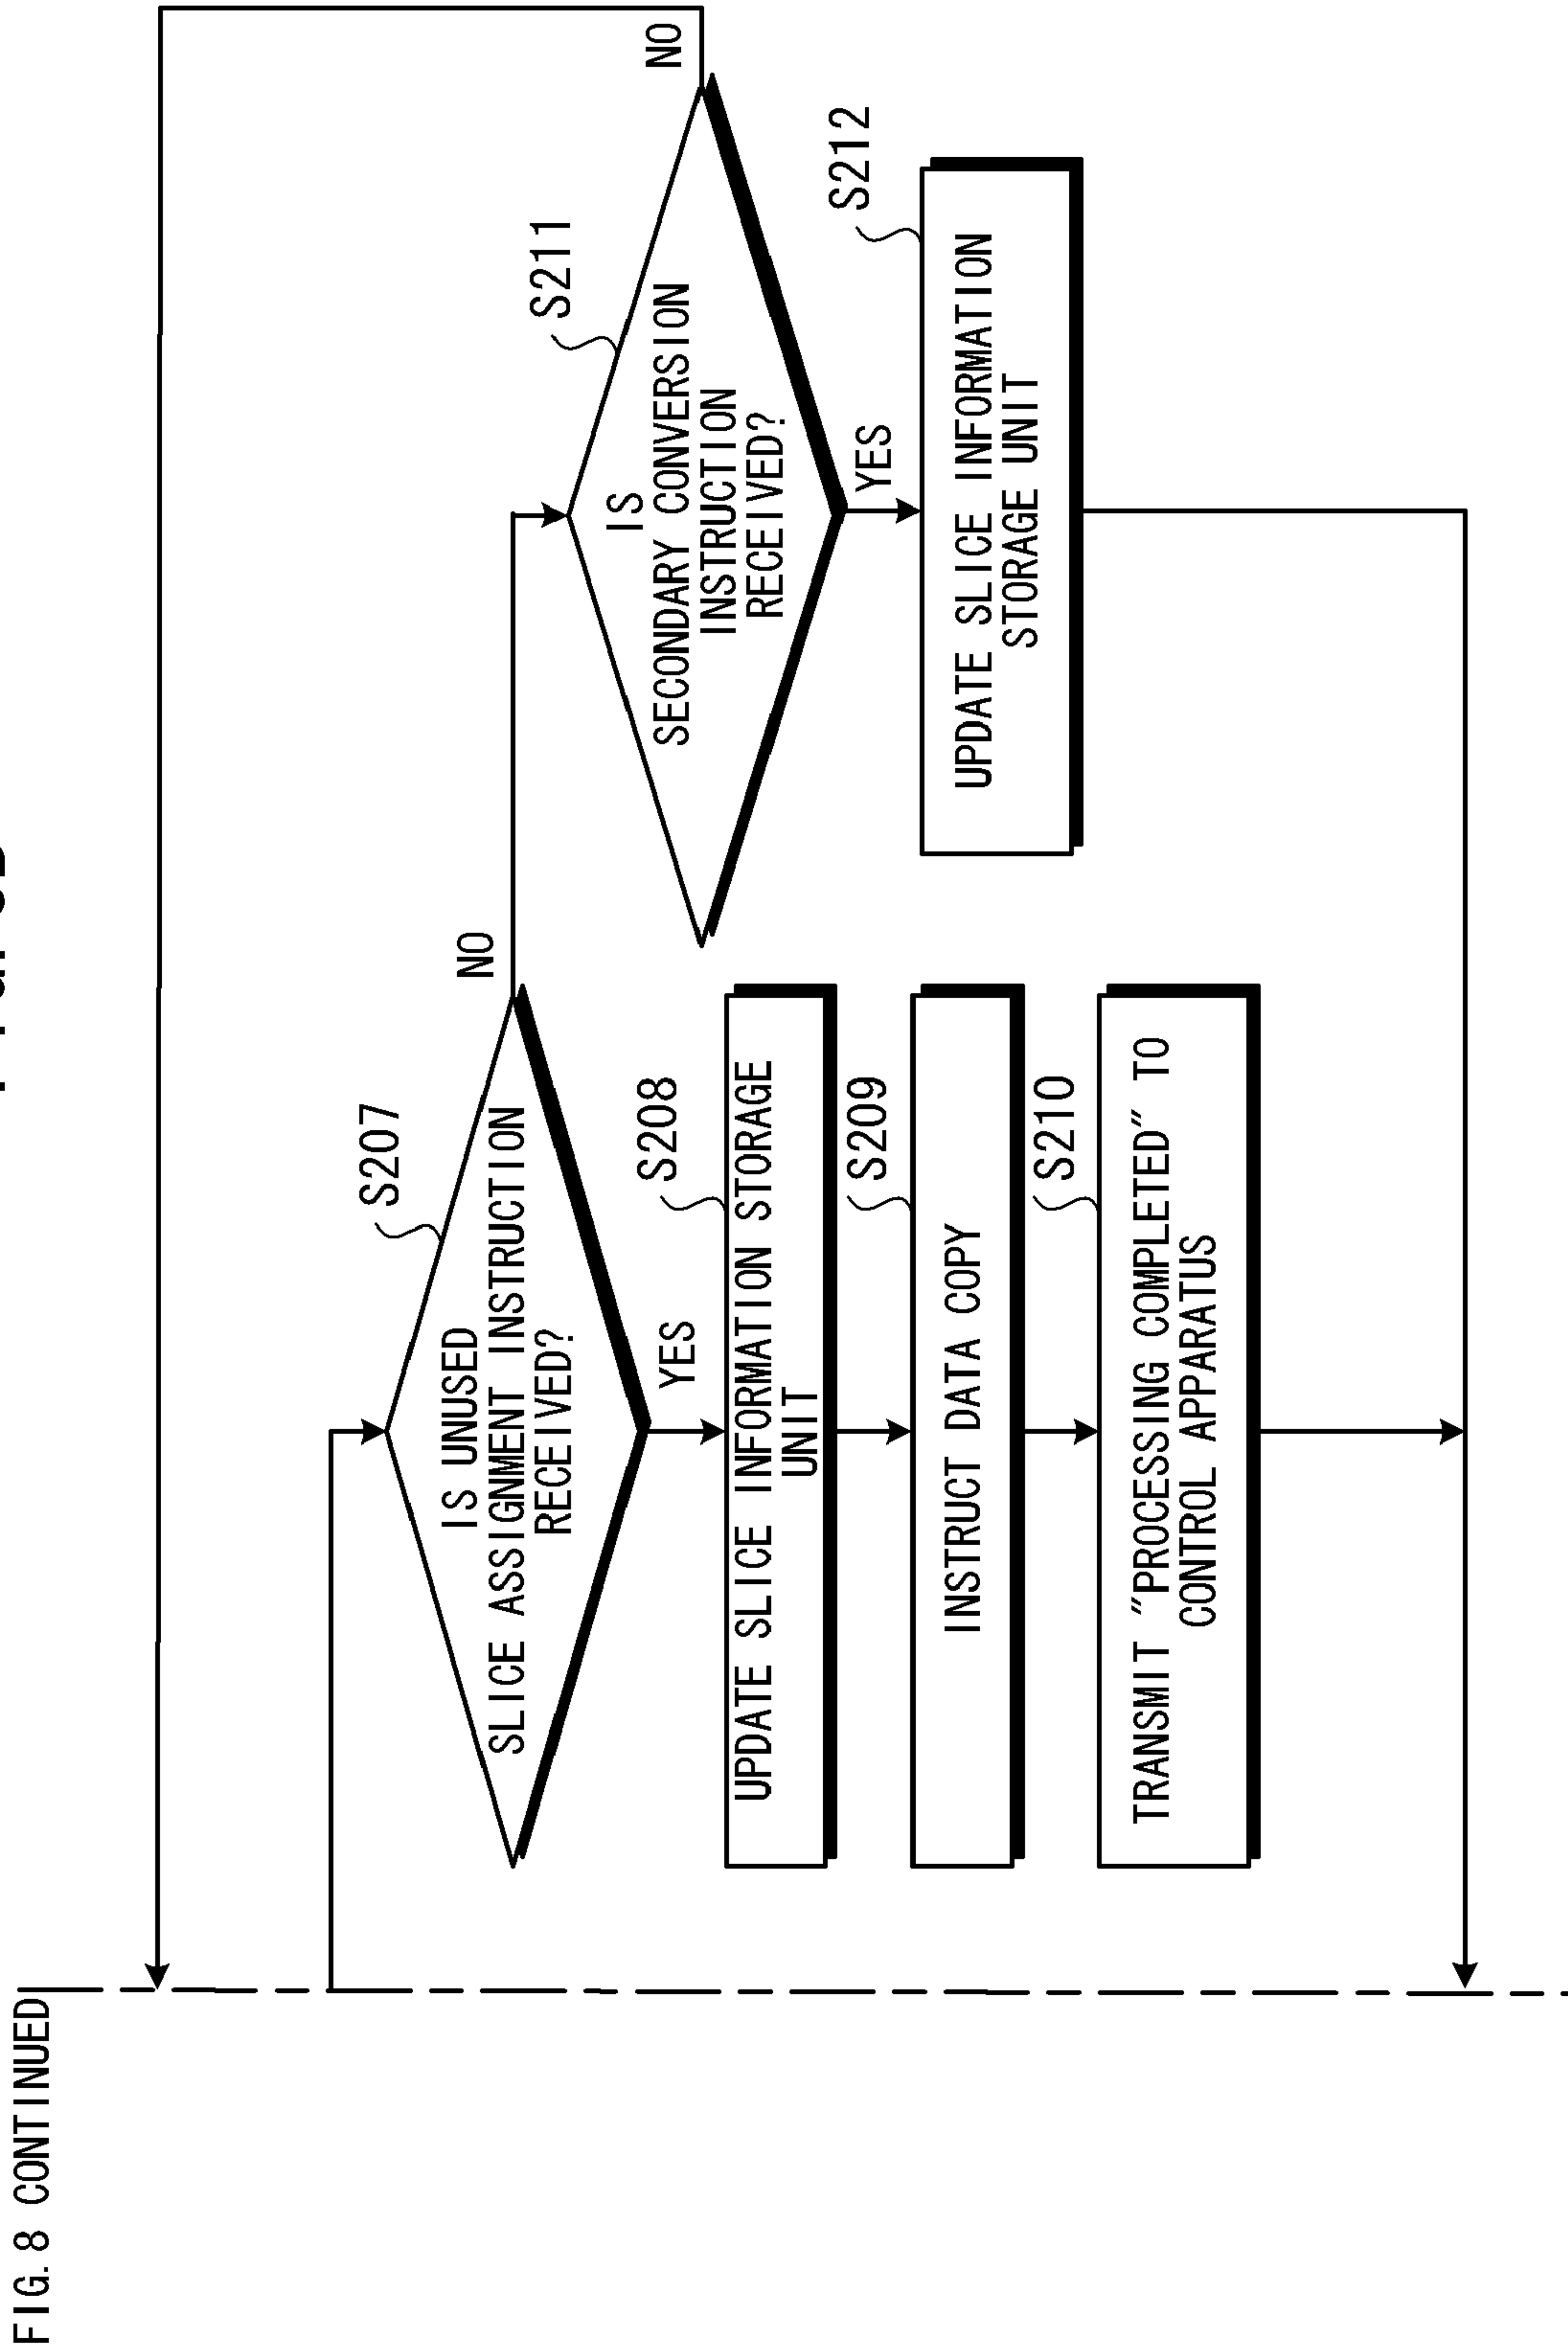 FIG. 8 CONTINUED
S207
IS UNUSED
SLICE ASSIGNMENT INSTRUCTION
RECEIVED?
NO
YES
S208
UPDATE SLICE INFORMATION STORAGE
UNIT
S209
INSTRUCT DATA COPY
S210
TRANSMIT "PROCESSING COMPLETED" TO
CONTROL APPARATUS
S211
IS
SECONDARY CONVERSION
INSTRUCTION
RECEIVED?
NO
YES
S212
UPDATE SLICE INFORMATION
STORAGE UNIT